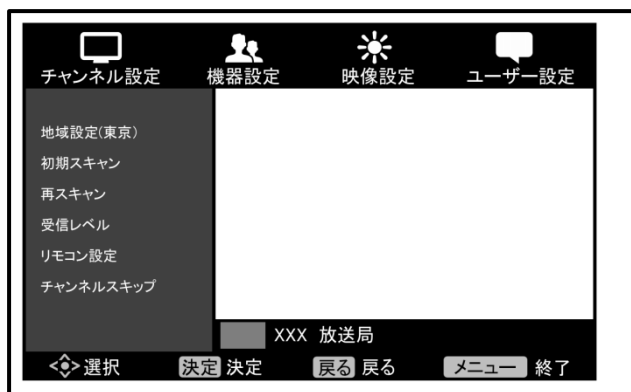 チャンネル設定 機器設定 映像設定 ユーザー設定
地域設定(東京)
初期スキャン
再スキャン
受信レベル
リモコン設定
チャンネルスキップ
XXX 放送局
選択 決定 決定 戻る 戻る メニュー 終了